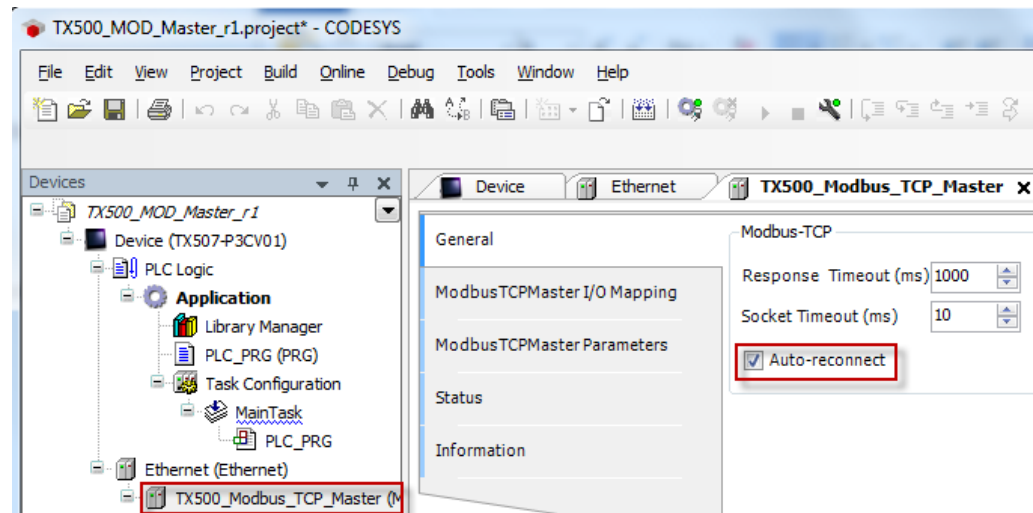 TX500_MOD_Master_r1.project* - CODESYS
File Edit View Project Build Online Debug Tools Window Help
Devices
TX500_MOD_Master_r1
Device (TX507-P3CV01)
PLC Logic
Application
Library Manager
PLC_PRG (PRG)
Task Configuration
MainTask
PLC_PRG
Ethernet (Ethernet)
TX500_Modbus_TCP_Master (M
Device Ethernet TX500_Modbus_TCP_Master
General
ModbusTCPMaster I/O Mapping
ModbusTCPMaster Parameters
Status
Information
Modbus-TCP
Response Timeout (ms) 1000
Socket Timeout (ms) 10
Auto-reconnect